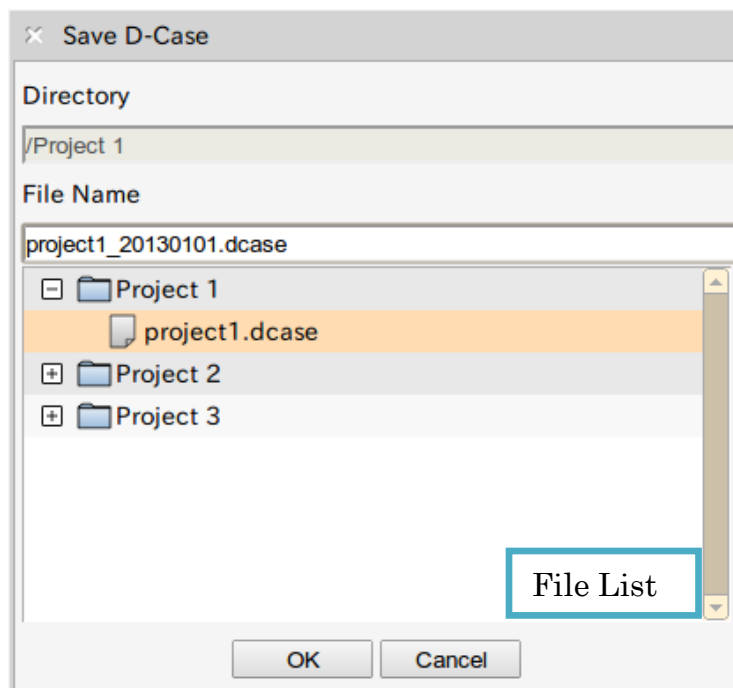 Save D-Case
Directory
/Project 1
File Name
project1_20130101.dcase
Project 1
project1.dcase
Project 2
Project 3
File List
OK Cancel